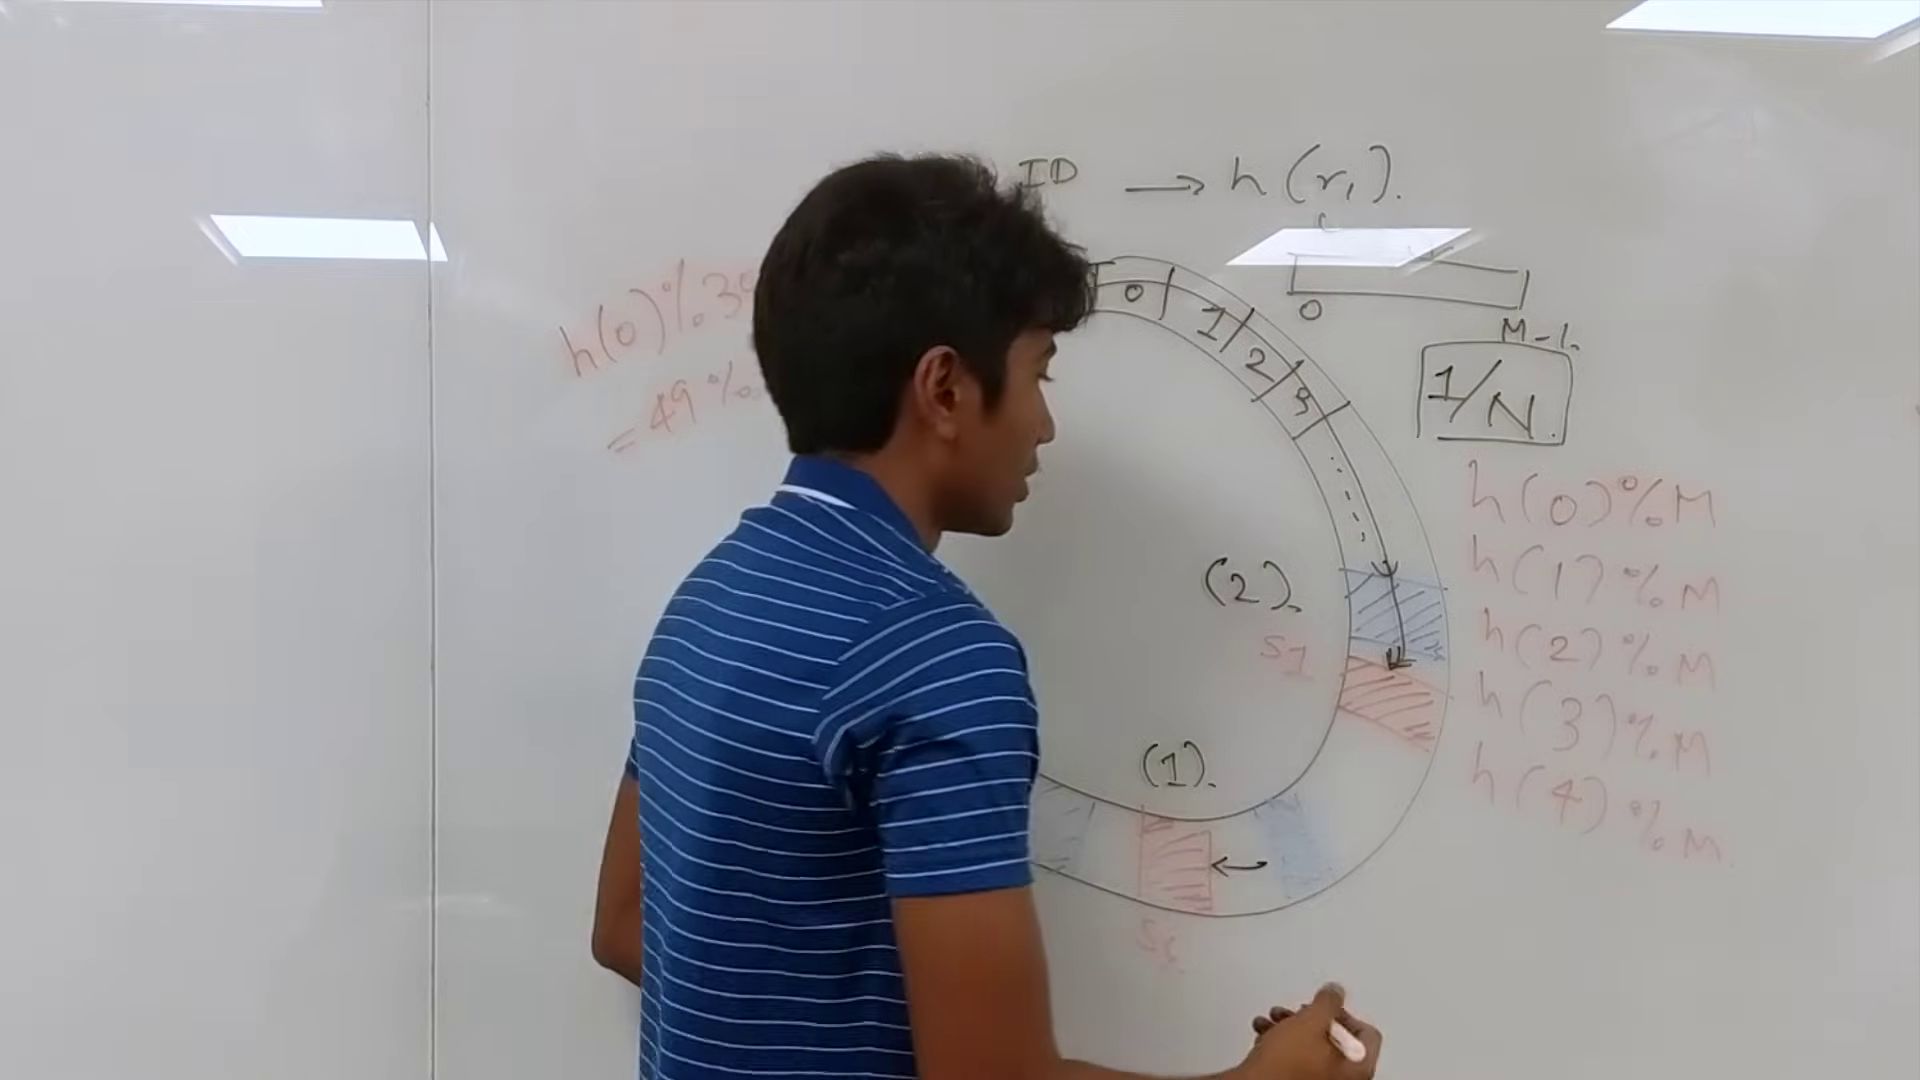 ID → h(r₁).
0 1 2 3
0 M-1.
1/N.
h(0)%30
= 49%
h(0)%M
h(1)%M
h(2)%M
h(3)%M
h(4)%M
(2).
S1
(1).